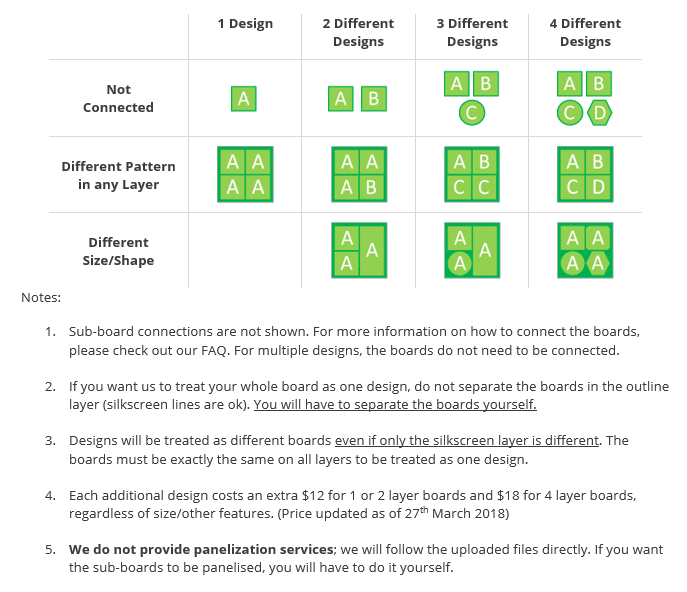 1 Design
2 Different
Designs
3 Different
Designs
4 Different
Designs
Not
Connected
A
A B
A B
C
A B
C D
Different Pattern
in any Layer
A A
A A
A A
A B
A B
C C
A B
C D
Different
Size/Shape
A
A
A
A
A
A
A A
A A
Notes:
1. Sub-board connections are not shown. For more information on how to connect the boards,
please check out our FAQ. For multiple designs, the boards do not need to be connected.
2. If you want us to treat your whole board as one design, do not separate the boards in the outline
layer (silkscreen lines are ok). You will have to separate the boards yourself.
3. Designs will be treated as different boards even if only the silkscreen layer is different. The
boards must be exactly the same on all layers to be treated as one design.
4. Each additional design costs an extra $12 for 1 or 2 layer boards and $18 for 4 layer boards,
regardless of size/other features. (Price updated as of 27th March 2018)
5. We do not provide panelization services; we will follow the uploaded files directly. If you want
the sub-boards to be panelised, you will have to do it yourself.